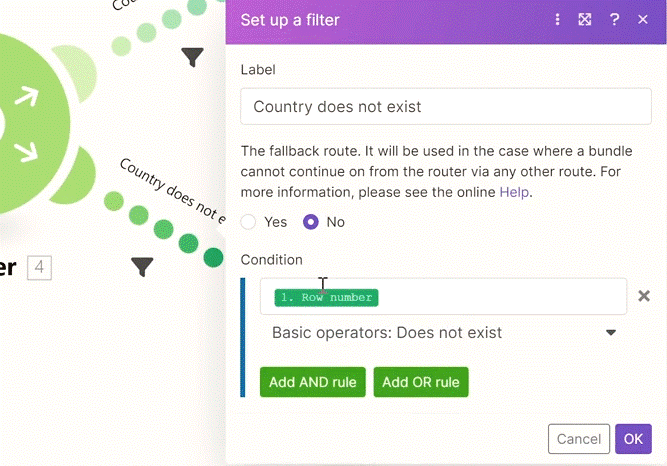 Set up a filter
?
Label
Country does not exist
The fallback route. It will be used in the case where a bundle
cannot continue on from the router via any other route. For
more information, please see the online Help.
Yes
No
Condition
1. Row number
Basic operators: Does not exist
Add AND rule
Add OR rule
Cancel
OK
Cou
Country does not e
er
4